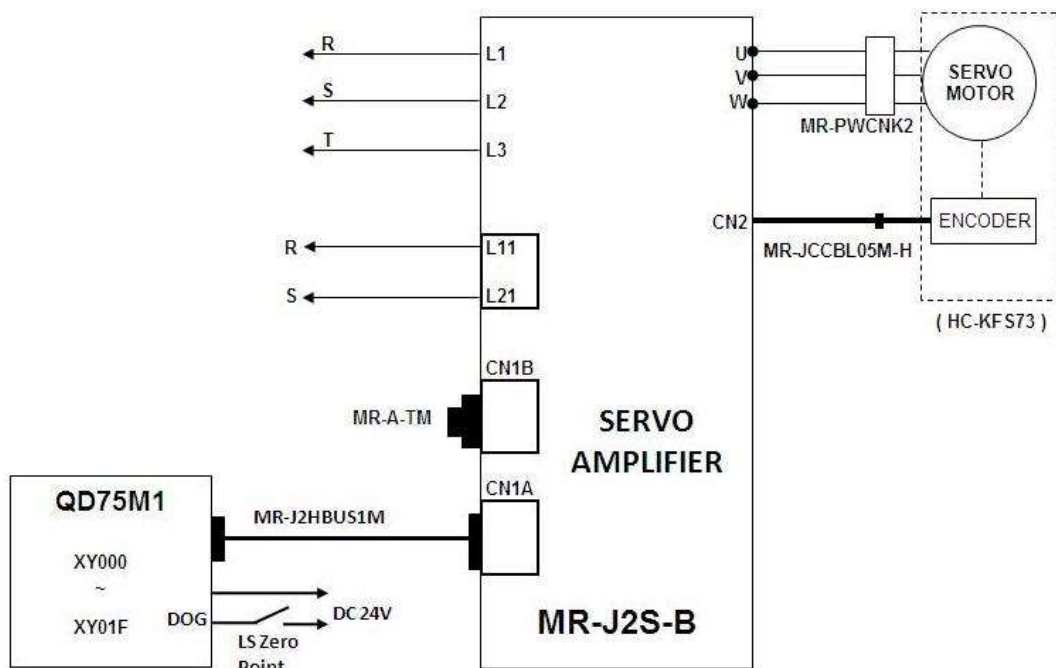 R
L1
S
L2
T
L3
R
L11
S
L21
U
V
W
MR-PWCNK2
SERVO
MOTOR
CN2
MR-JCCBL05M-H
ENCODER
( HC-KFS73 )
CN1B
MR-A-TM
SERVO
AMPLIFIER
CN1A
QD75M1
MR-J2HBUS1M
XY000
~
XY01F
DOG
DC 24V
LS Zero
Point
MR-J2S-B